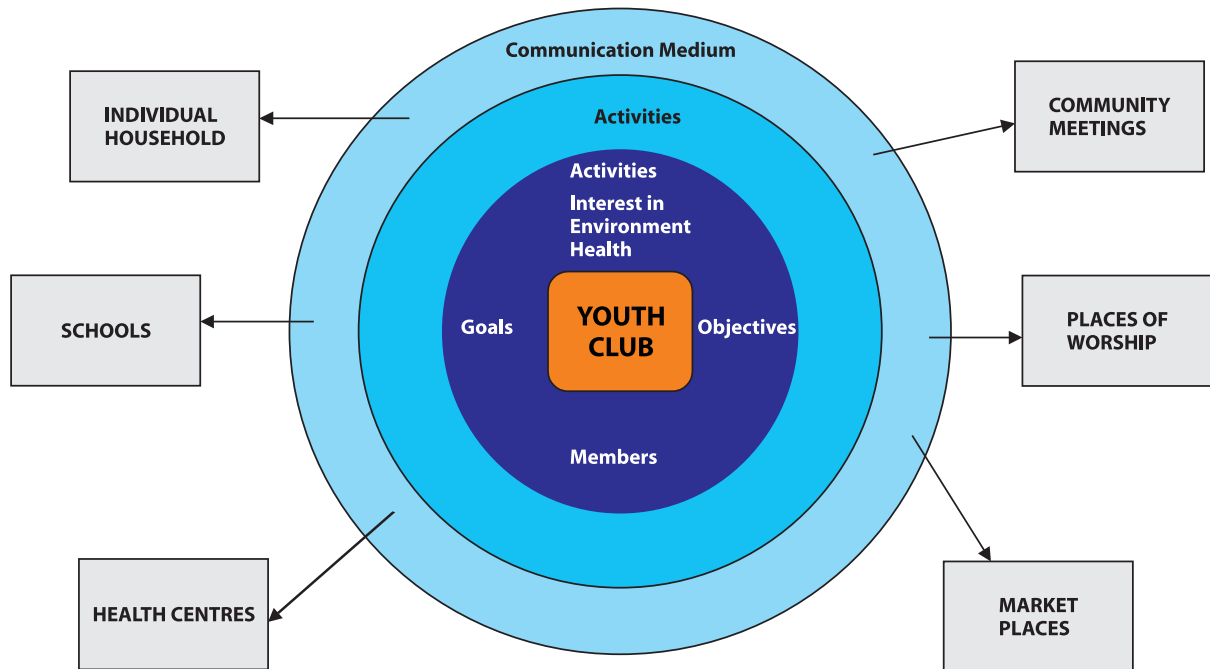 Communication Medium
INDIVIDUAL
HOUSEHOLD
COMMUNITY
MEETINGS
Activities
Activities
Interest in
Environment
Health
SCHOOLS
Goals
YOUTH
CLUB
Objectives
PLACES OF
WORSHIP
Members
HEALTH CENTRES
MARKET
PLACES